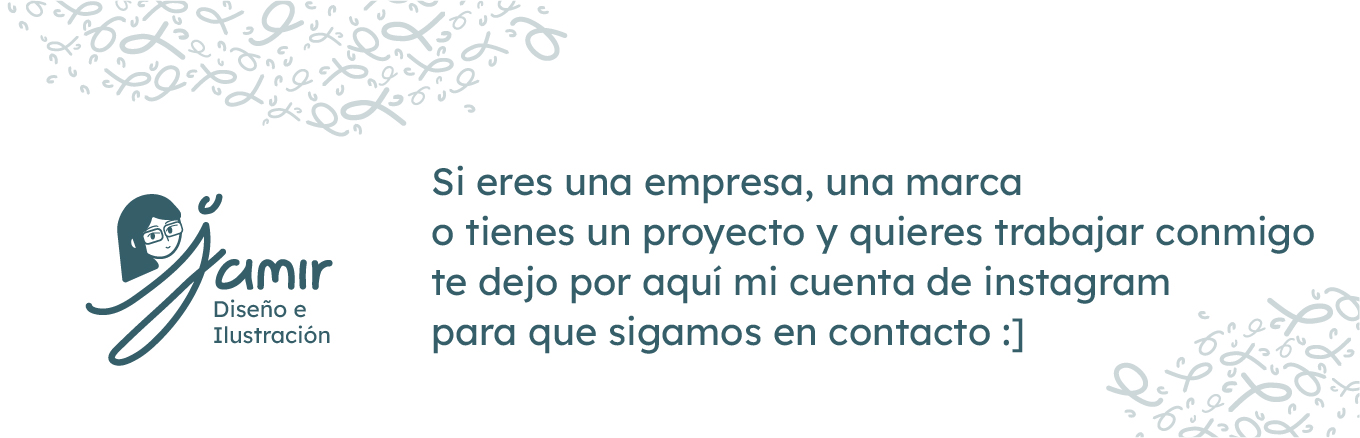 jamir
Diseño e
Ilustración
Si eres una empresa, una marca
o tienes un proyecto y quieres trabajar conmigo
te dejo por aquí mi cuenta de instagram
para que sigamos en contacto :]